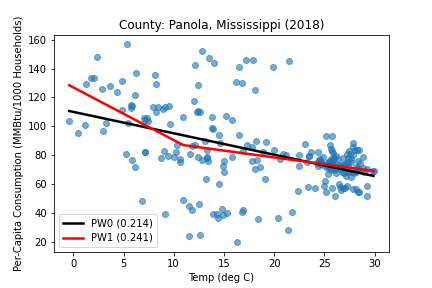 County: Panola, Mississippi (2018)
Per-Capita Consumption (MMBtu/1000 Households)
160
140
120
100
80
60
40
20
PW0 (0.214)
PW1 (0.241)
0 5 10 15 20 25 30
Temp (deg C)